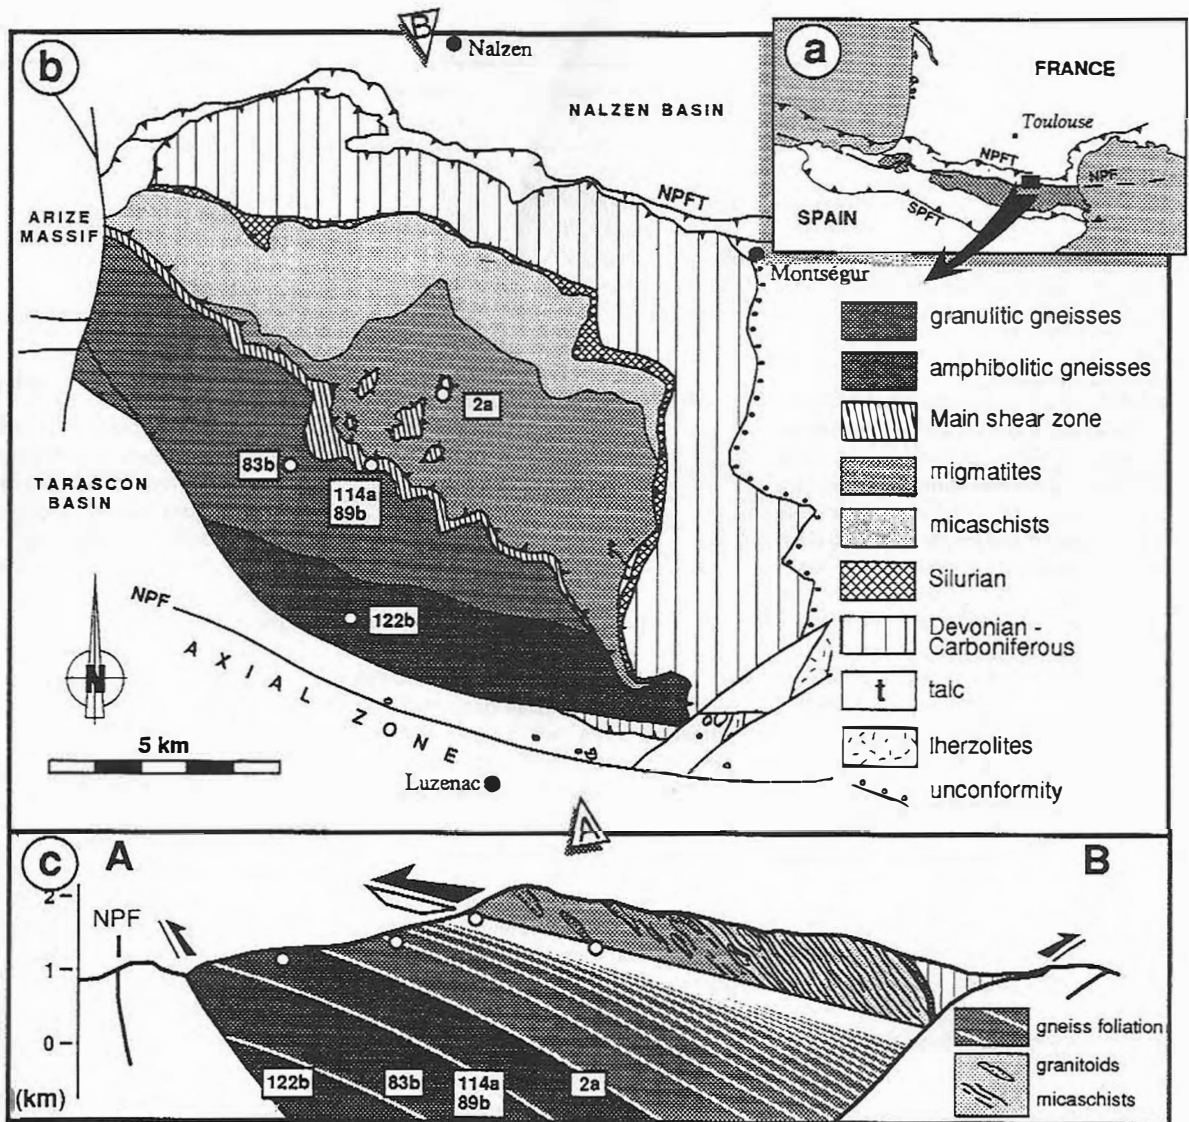 B
Nalzen
b
NALZEN BASIN
NPFT
ARIZE
MASSIF
Montségur
2a
83b
114a
89b
TARASCON
BASIN
122b
NPF
AXIAL ZONE
N
5 km
Luzenac
A
a
FRANCE
Toulouse
NPFT
NPF
SPAIN
SPFT
granulitic gneisses
amphibolitic gneisses
Main shear zone
migmatites
micaschists
Silurian
Devonian -
Carboniferous
t talc
lherzolites
unconformity
c
A
B
2
NPF
1
0
(km)
122b
83b
114a
89b
2a
gneiss foliation
granitoids
micaschists